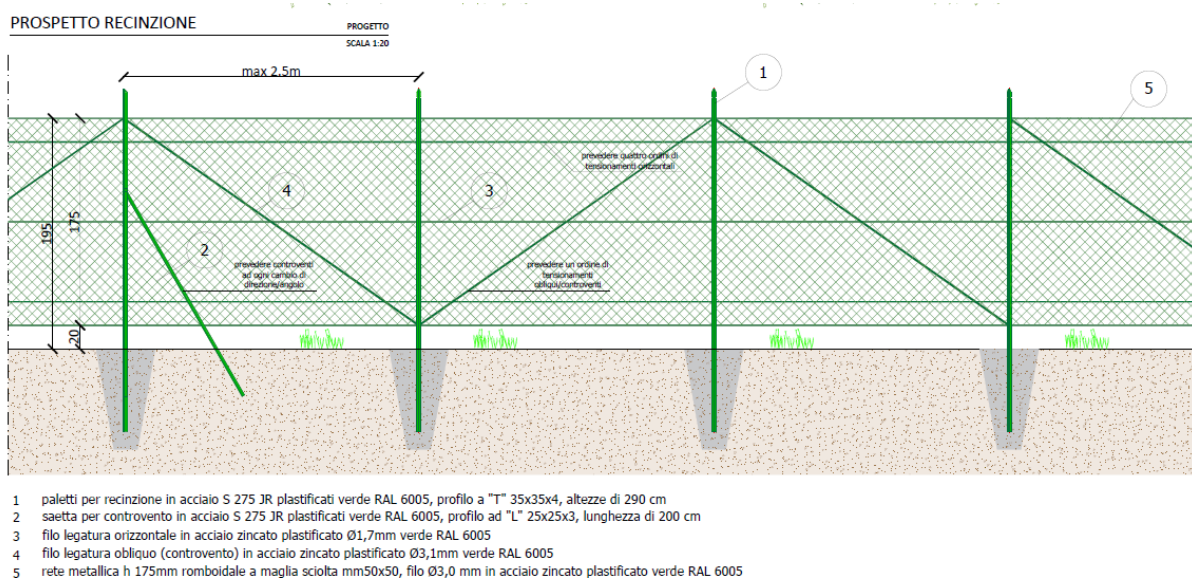 PROSPETTO RECINZIONE
PROGETTO
SCALA 1:20
max 2.5m
1
5
prevedere quattro ordini di
tensionamenti orizzontali
4
3
195
175
2
prevedere controventi
ad ogni cambio di
direzione/angolo
prevedere un ordine di
tensionamenti
obliqui/controventi
20
1 paletti per recinzione in acciaio S 275 JR plastificati verde RAL 6005, profilo a "T" 35x35x4, altezze di 290 cm
2 saetta per controvento in acciaio S 275 JR plastificati verde RAL 6005, profilo ad "L" 25x25x3, lunghezza di 200 cm
3 filo legatura orizzontale in acciaio zincato plastificato Ø1,7mm verde RAL 6005
4 filo legatura obliquo (controvento) in acciaio zincato plastificato Ø3,1mm verde RAL 6005
5 rete metallica h 175mm romboidale a maglia sciolta mm50x50, filo Ø3,0 mm in acciaio zincato plastificato verde RAL 6005